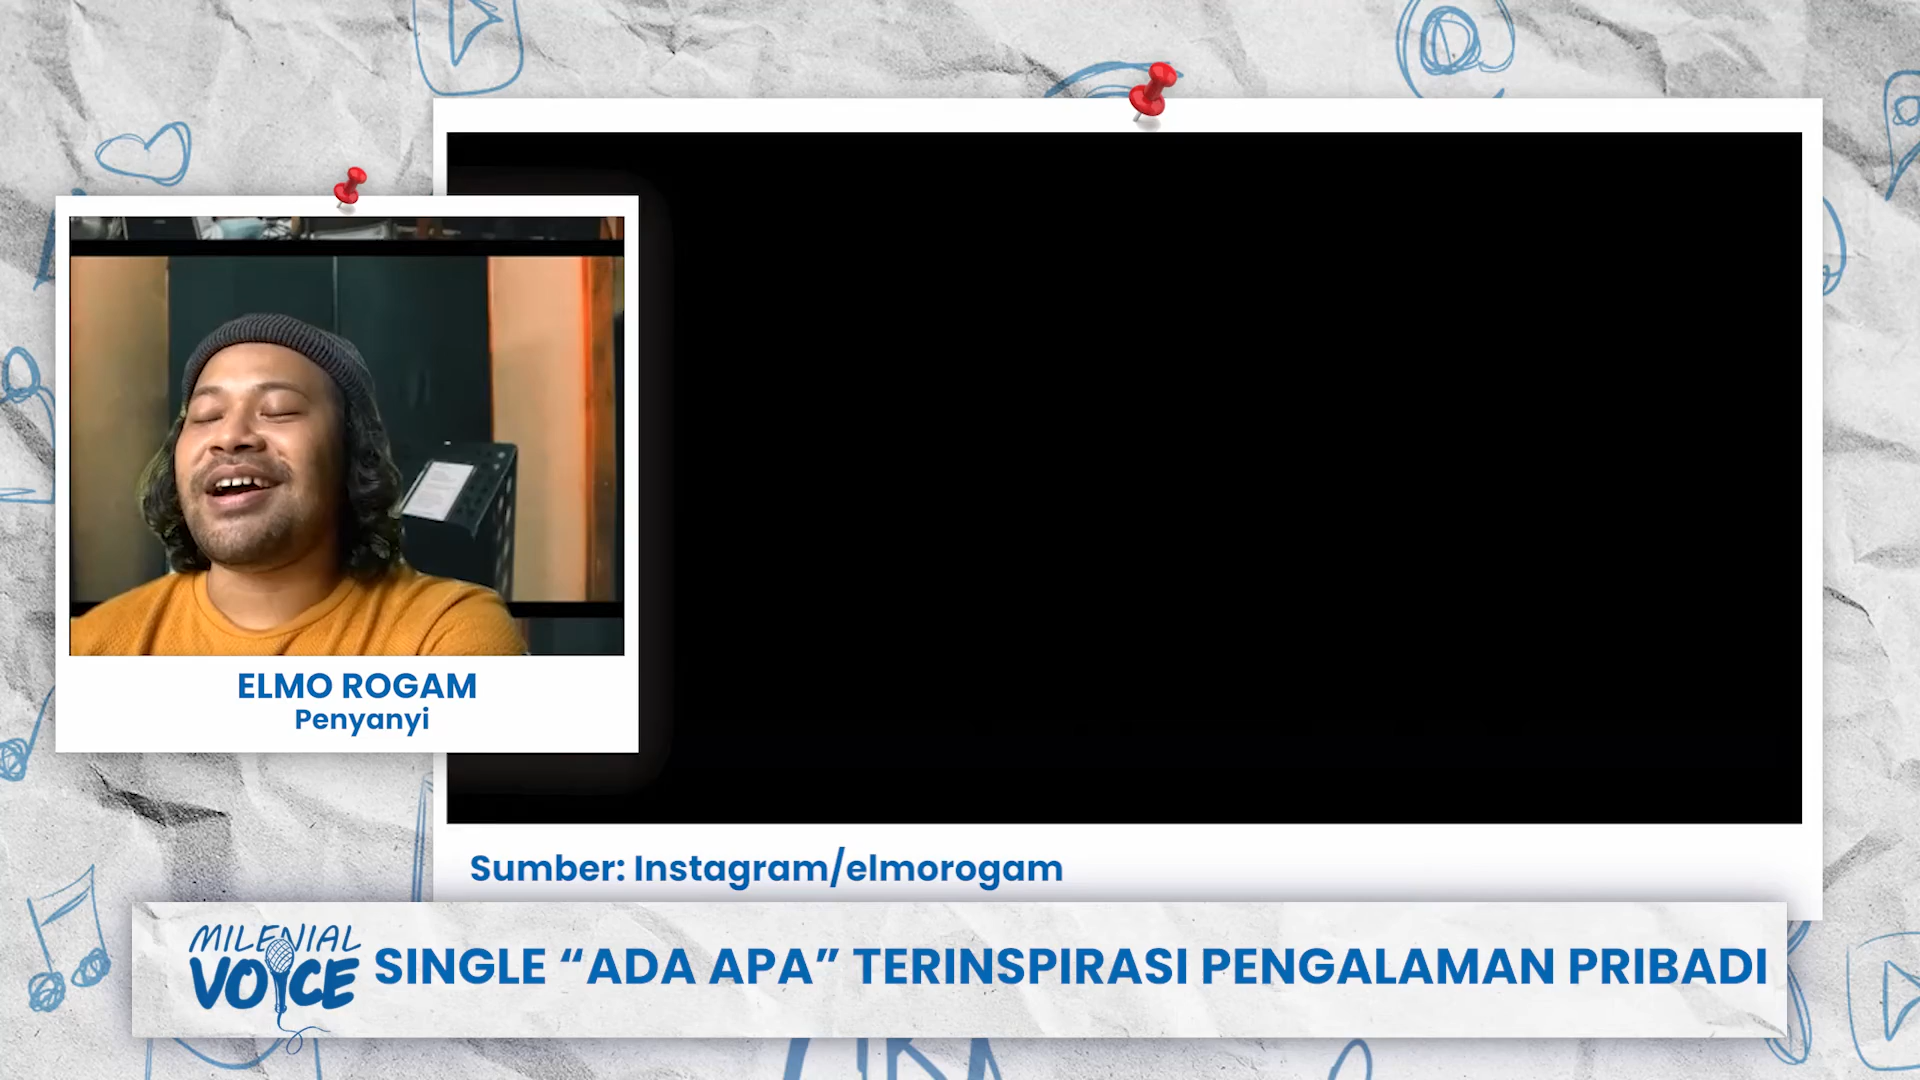 ELMO ROGAM
Penyanyi
Sumber: Instagram/elmorogam
MILENIAL
VOICE
SINGLE “ADA APA” TERINSPIRASI PENGALAMAN PRIBADI